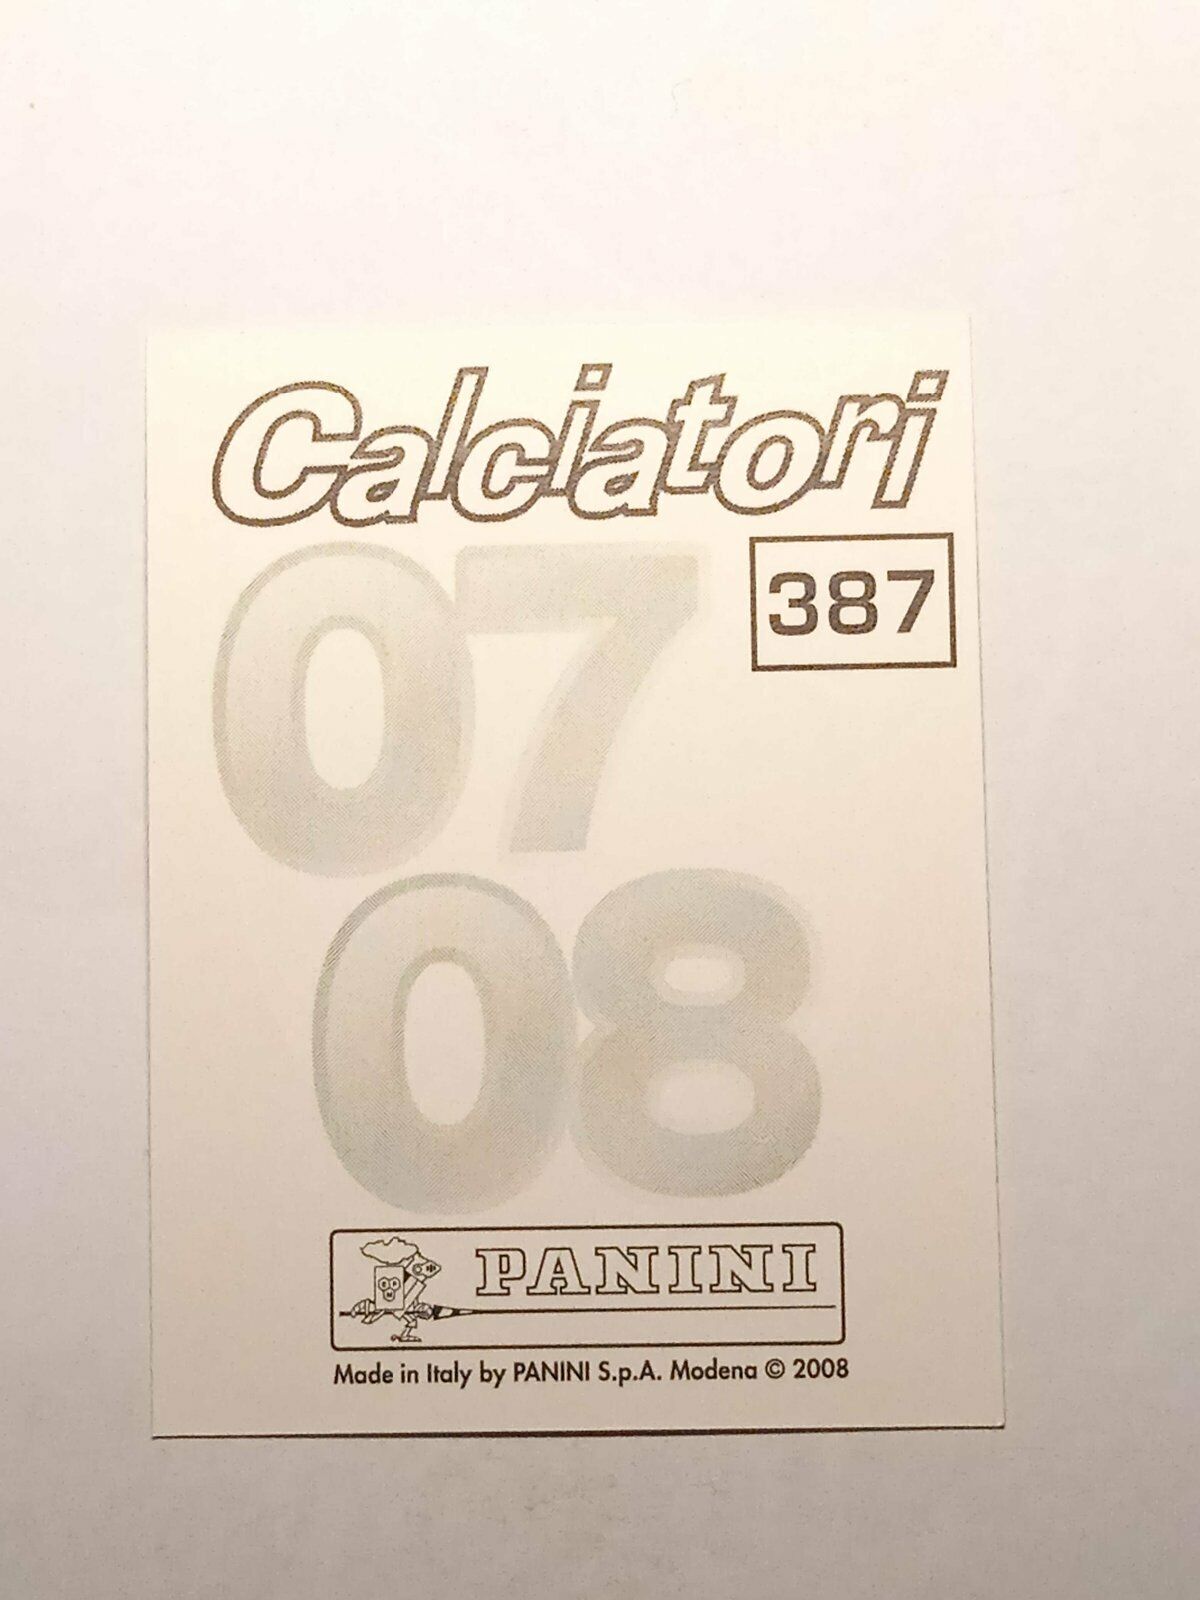 Calciatori
387
07
08
PANINI
Made in Italy by PANINI S.p.A. Modena © 2008